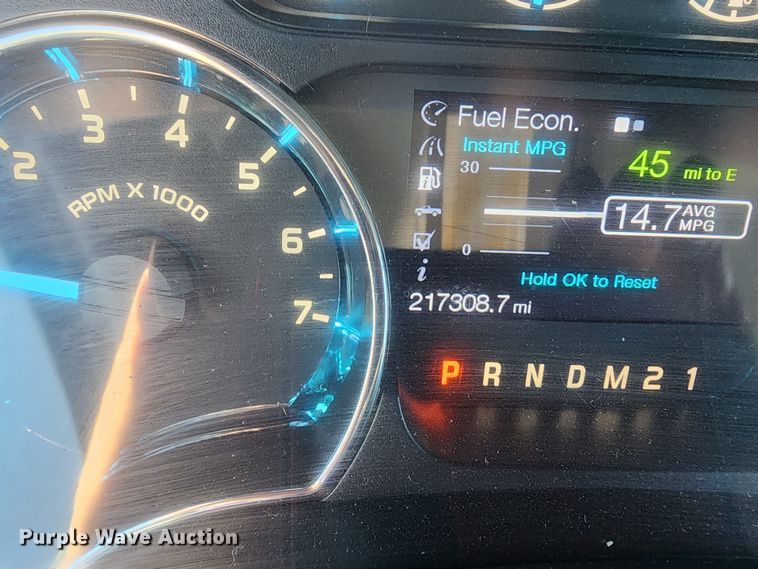 2 3 4 5 6 7
RPM X 1000
Fuel Econ.
Instant MPG
30
45 mi to E
14.7 AVG MPG
0
Hold OK to Reset
i
217308.7 mi
P R N D M 2 1
Purple Wave Auction